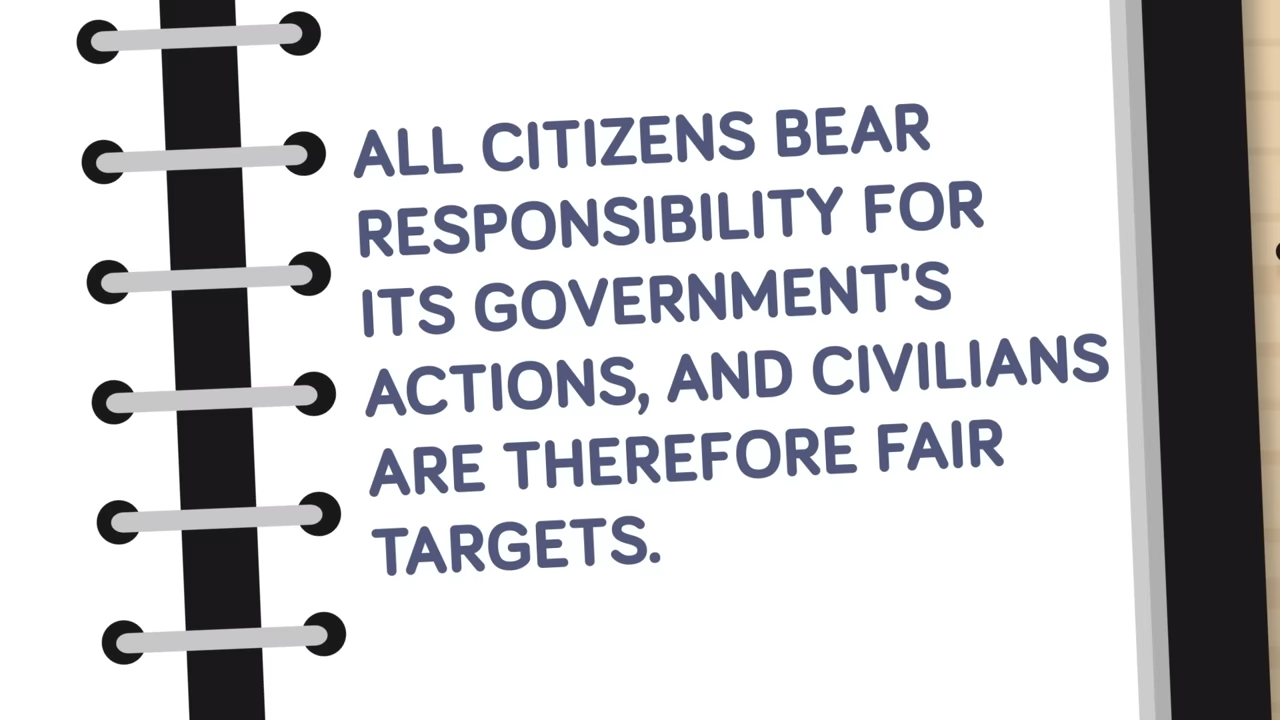 ALL CITIZENS BEAR
RESPONSIBILITY FOR
ITS GOVERNMENT'S
ACTIONS, AND CIVILIANS
ARE THEREFORE FAIR
TARGETS.